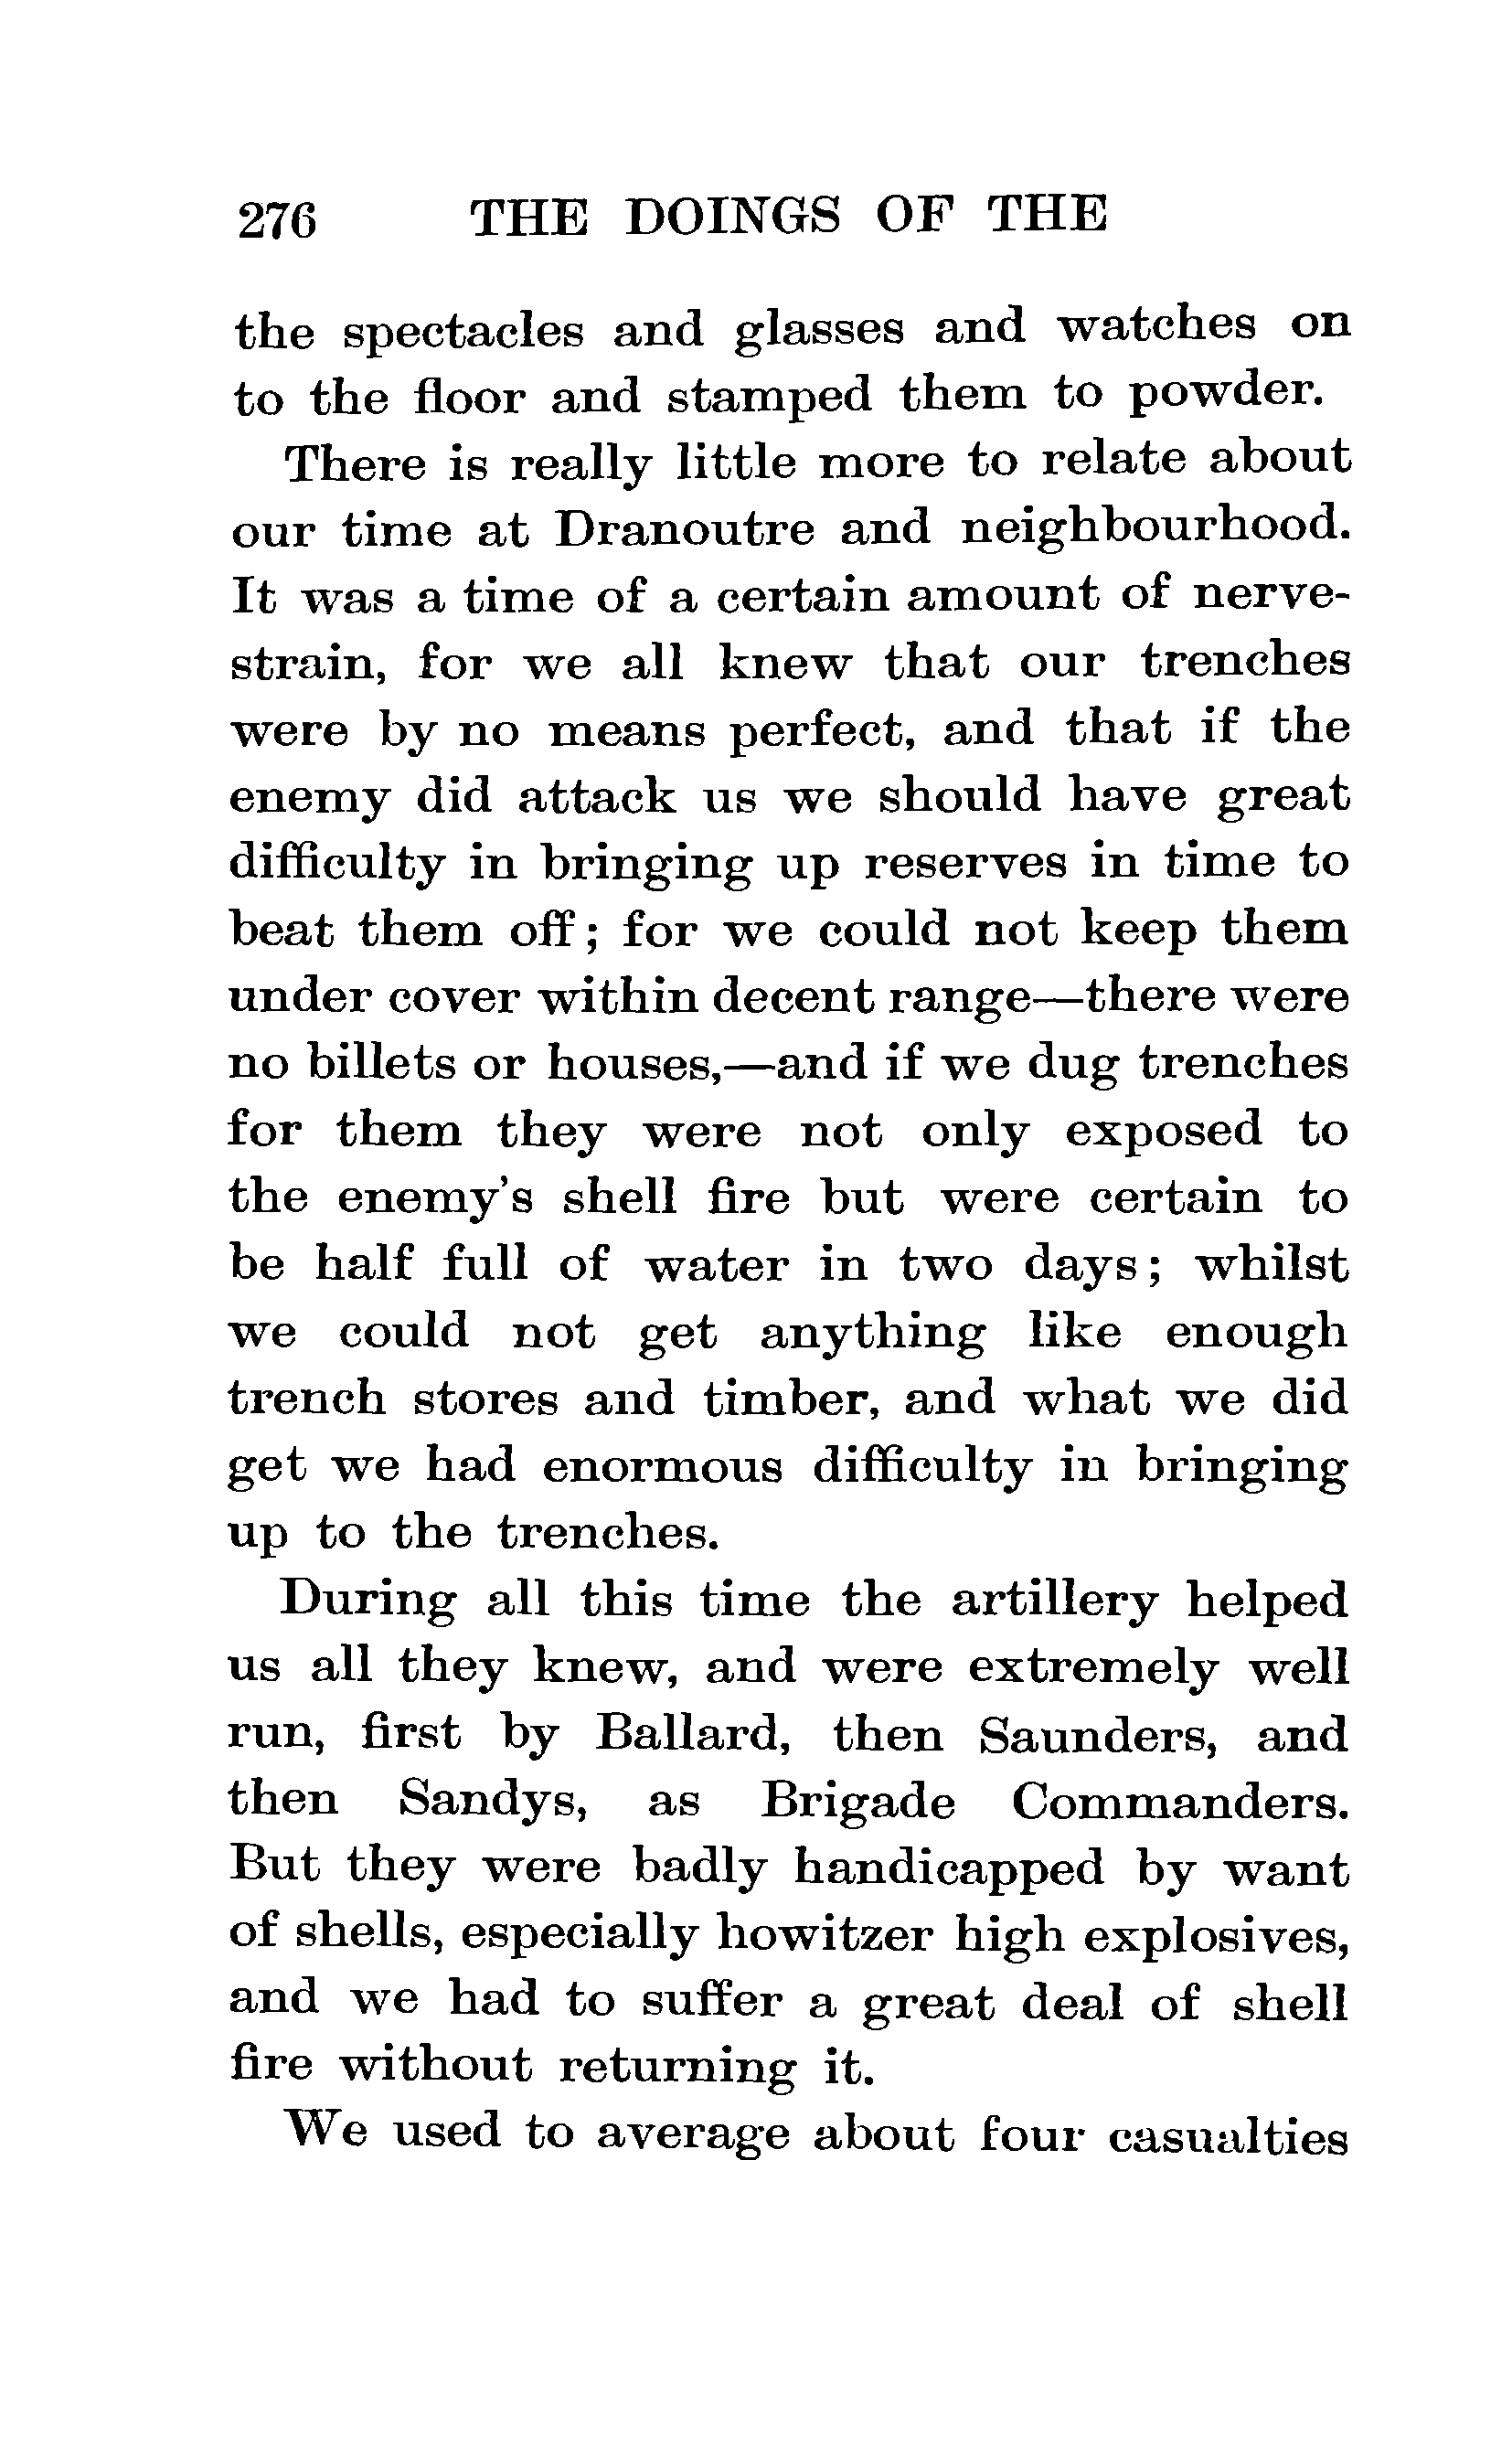 276 THE DOINGS OF THE
the spectacles and glasses and watches on
to the floor and stamped them to powder.
There is really little more to relate about
our time at Dranoutre and neighbourhood.
It was a time of a certain amount of nerve-
strain, for we all knew that our trenches
were by no means perfect, and that if the
enemy did attack us we should have great
difficulty in bringing up reserves in time to
beat them off; for we could not keep them
under cover within decent range—there were
no billets or houses,—and if we dug trenches
for them they were not only exposed to
the enemy's shell fire but were certain to
be half full of water in two days; whilst
we could not get anything like enough
trench stores and timber, and what we did
get we had enormous difficulty in bringing
up to the trenches.
During all this time the artillery helped
us all they knew, and were extremely well
run, first by Ballard, then Saunders, and
then Sandys, as Brigade Commanders.
But they were badly handicapped by want
of shells, especially howitzer high explosives,
and we had to suffer a great deal of shell
fire without returning it.
We used to average about four casualties